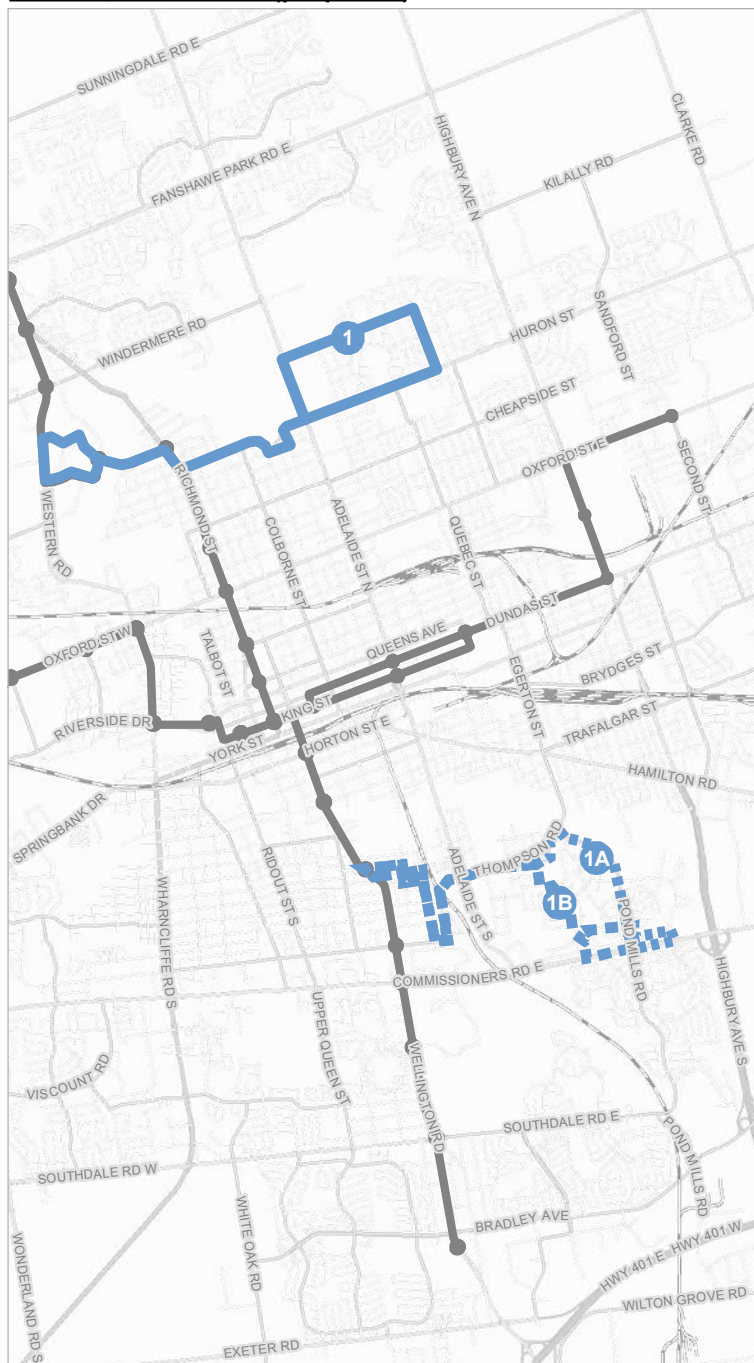 SUNNINGDALE RD E
CLARKE RD
HIGHBURY AVE N
FANSHAWE PARK RD E
KILALLY RD
SANDFORD ST
WINDERMERE RD
1
HURON ST
CHEAPSIDE ST
OXFORD ST E
SECOND ST
RICHMOND ST
WESTERN RD
COLBORNE ST
ADELAIDE ST N
QUEBEC ST
DUNDAS ST
QUEENS AVE
OXFORD ST W
TALBOT ST
EGERTON ST
BRYDGES ST
KING ST
RIVERSIDE DR
YORK ST
HORTON ST E
TRAFALGAR ST
HAMILTON RD
SPRINGBANK DR
WHARNCLIFFE RD S
RIDOUT ST S
ADELAIDE ST S
THOMPSON RD
1A
1B
POND MILLS RD
COMMISSIONERS RD E
HIGHBURY AVE S
UPPER QUEEN ST
WELLINGTON RD
VISCOUNT RD
SOUTHDALE RD E
POND MILLS RD
SOUTHDALE RD W
WHITE OAK RD
BRADLEY AVE
WONDERLAND RD S
HWY 401 E
HWY 401 W
WILTON GROVE RD
EXETER RD